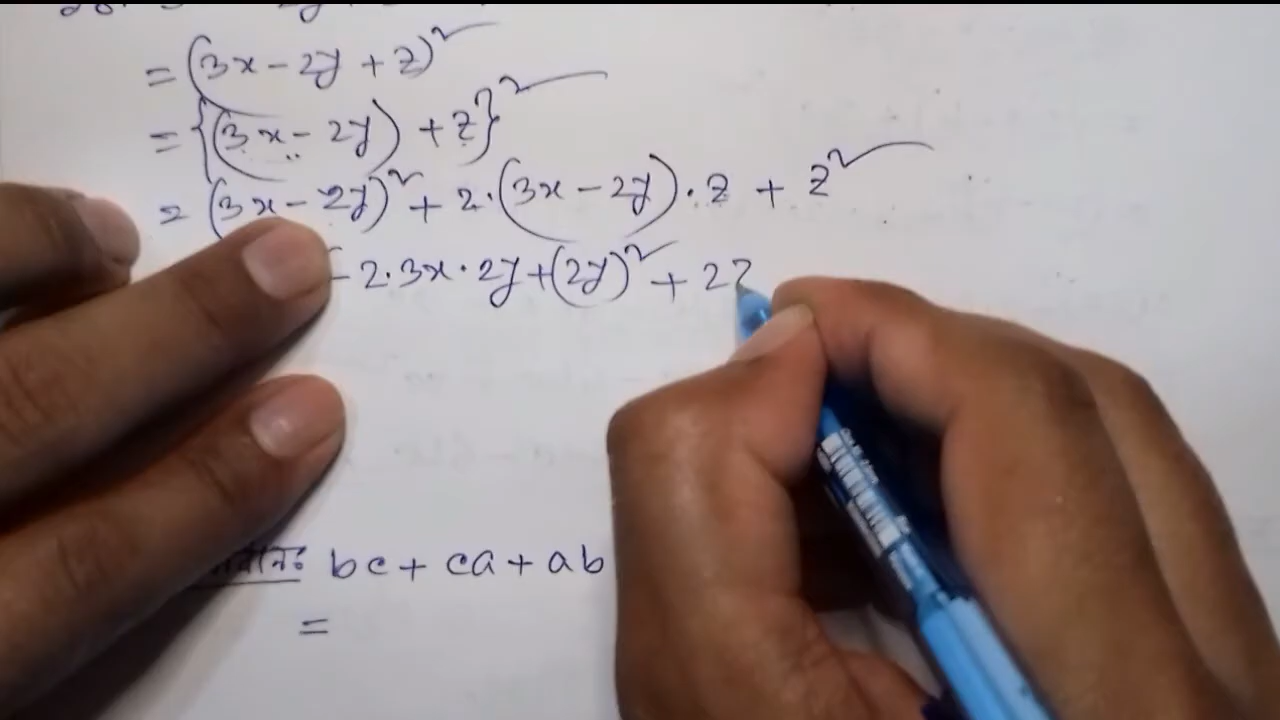 = (3x - 2y + z)²
= {(3x - 2y) + z}²
= (3x - 2y)² + 2·(3x - 2y)·z + z²
- 2·3x·2y + (2y)² + 2z
bc + ca + ab
=